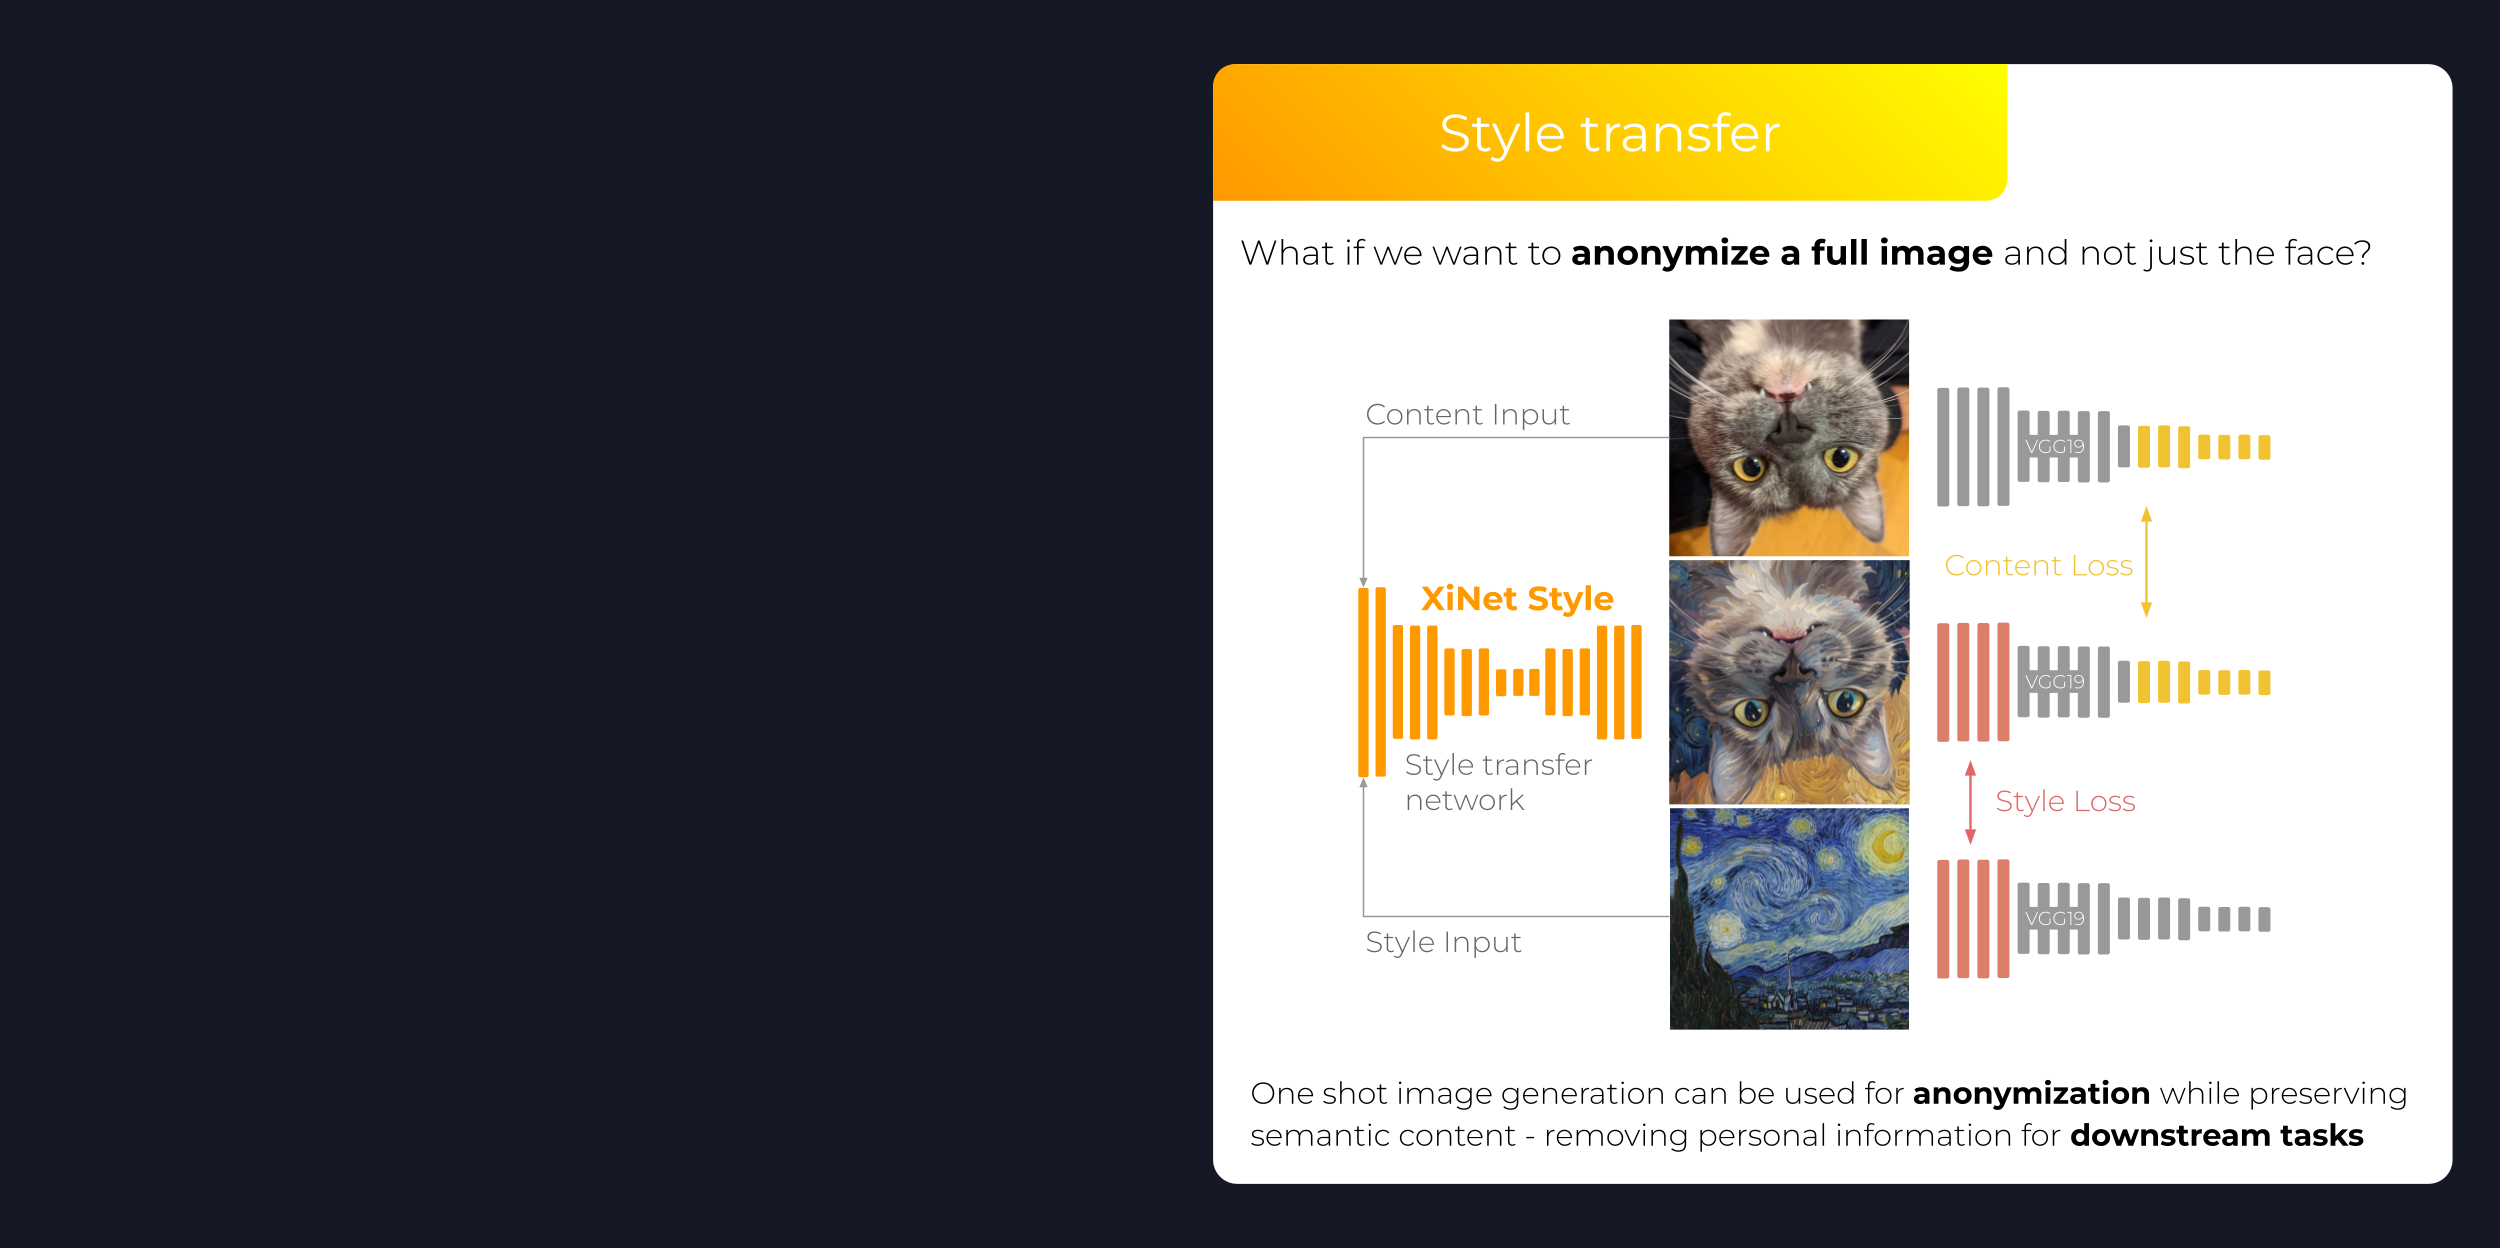 Style transfer
What if we want to anonymize a full image and not just the face?
Content Input
VGG19
Content Loss
XiNet Style
VGG19
Style transfer
network
Style Loss
VGG19
Style Input
One shot image generation can be used for anonymization while preserving
semantic content - removing personal information for downstream tasks